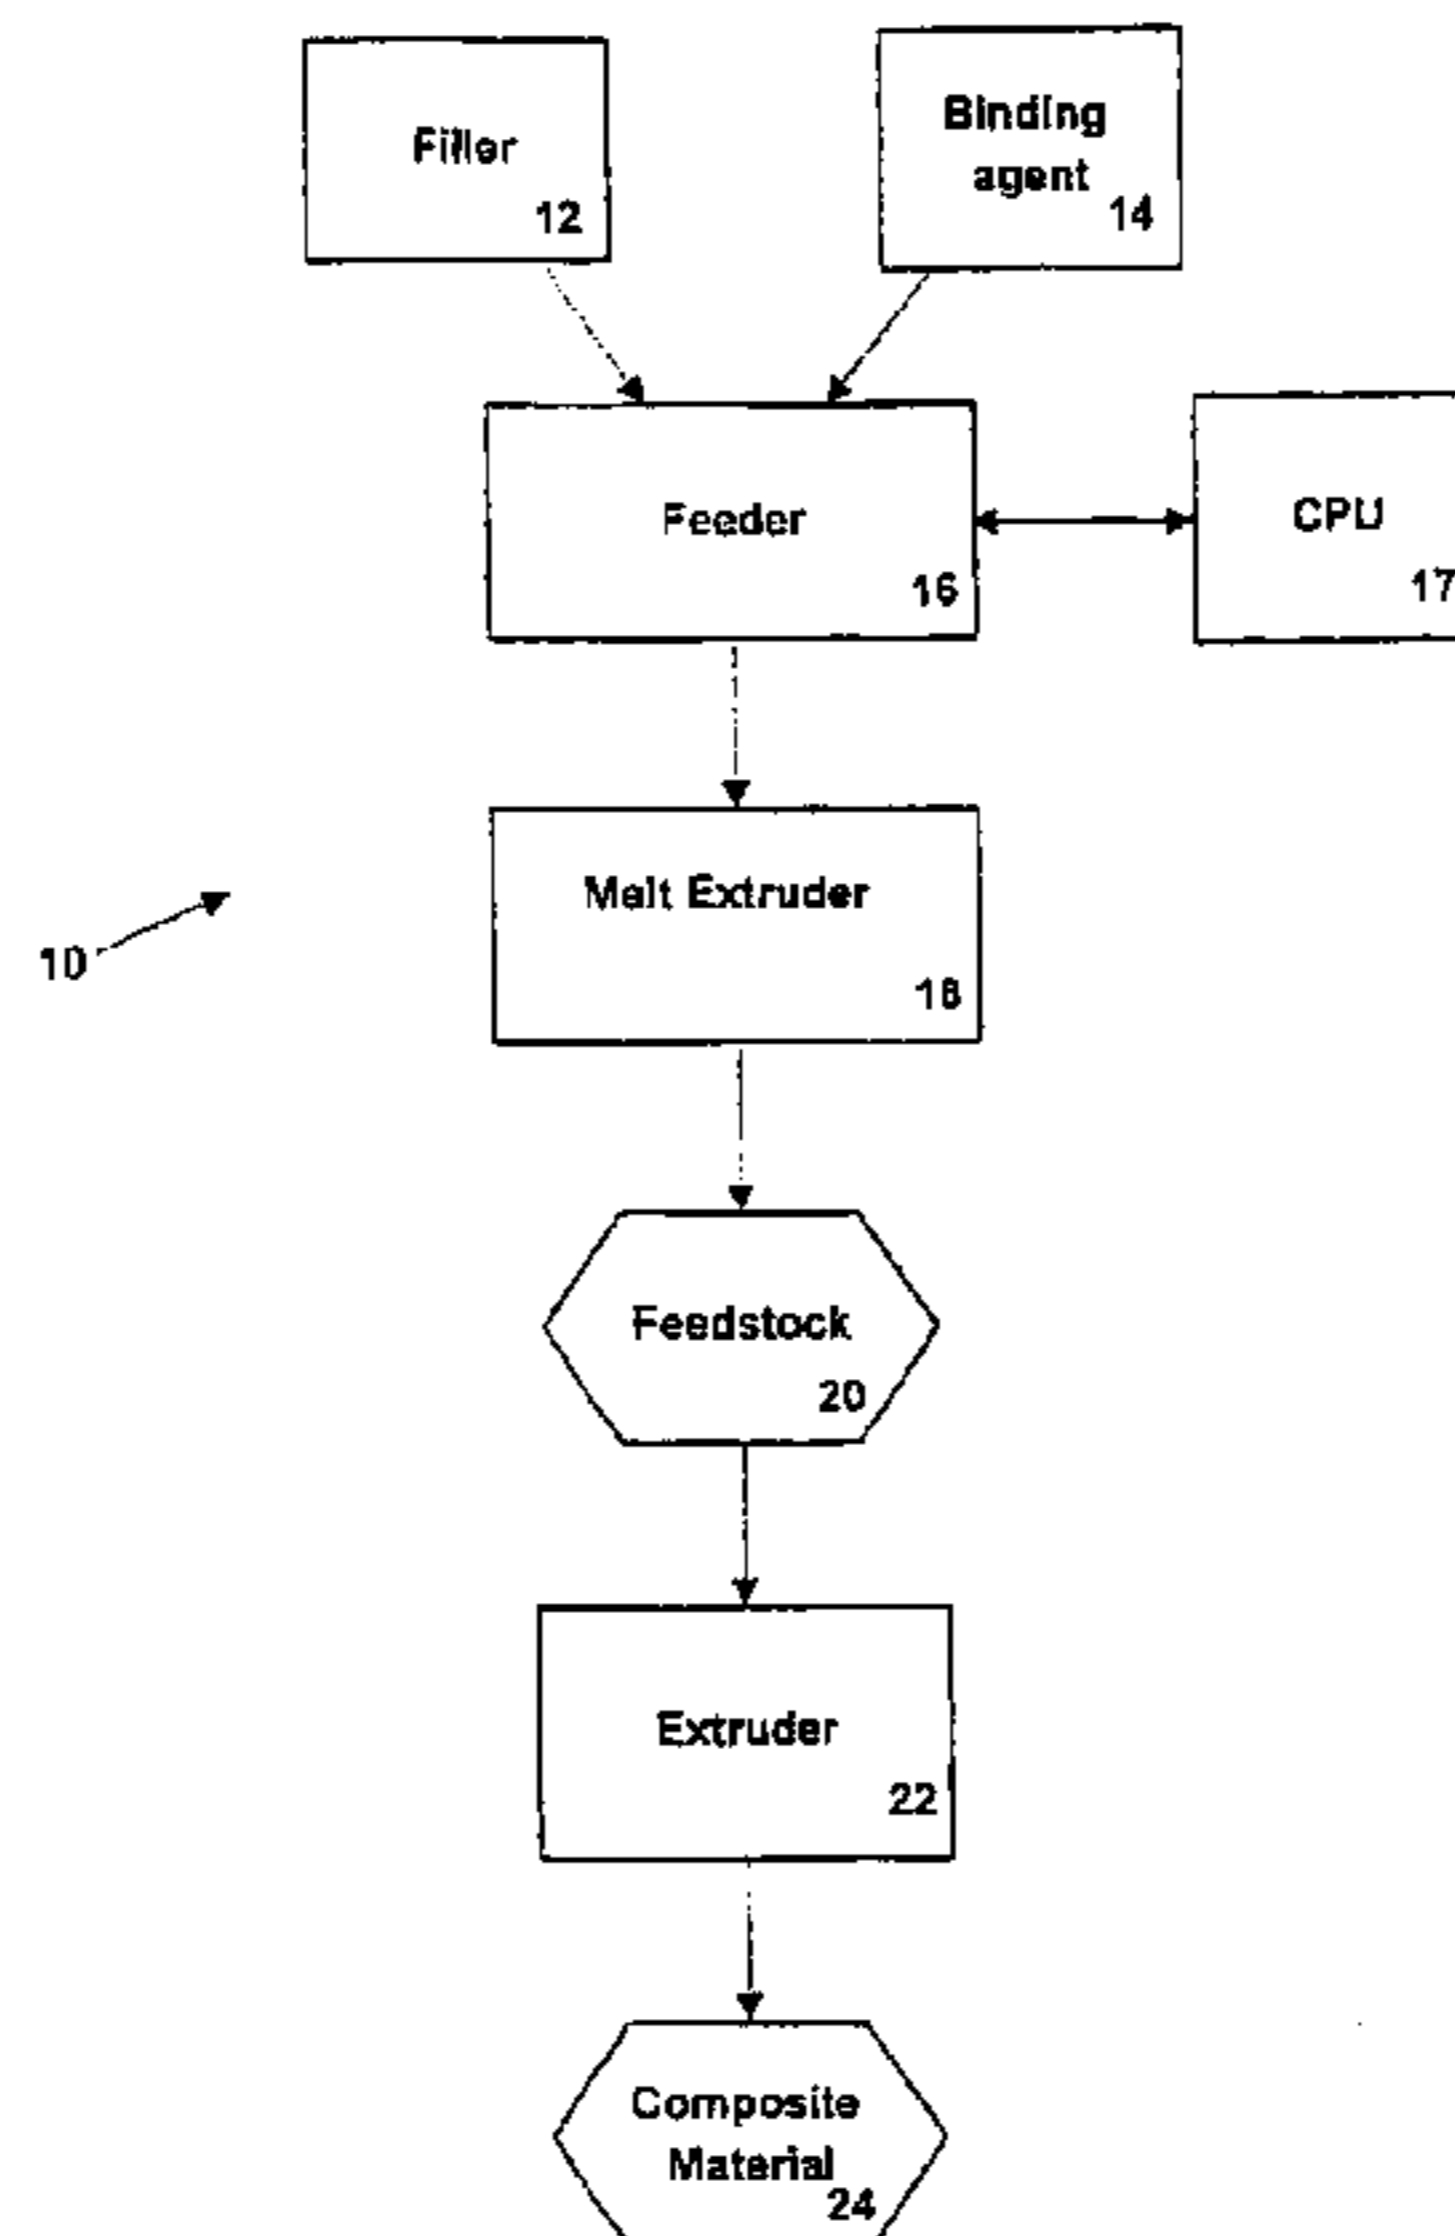 Filler
12
Binding
agent
14
Feeder
16
CPU
17
Melt Extruder
18
10
Feedstock
20
Extruder
22
Composite
Material
24